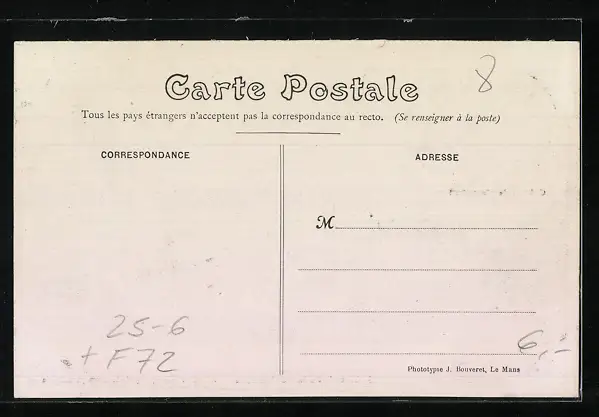 8
Carte Postale
Tous les pays étrangers n'acceptent pas la correspondance au recto. (Se renseigner à la poste)
CORRESPONDANCE
ADRESSE
M
25-6
+ F72
6,-
Phototypie J. Bouveret, Le Mans